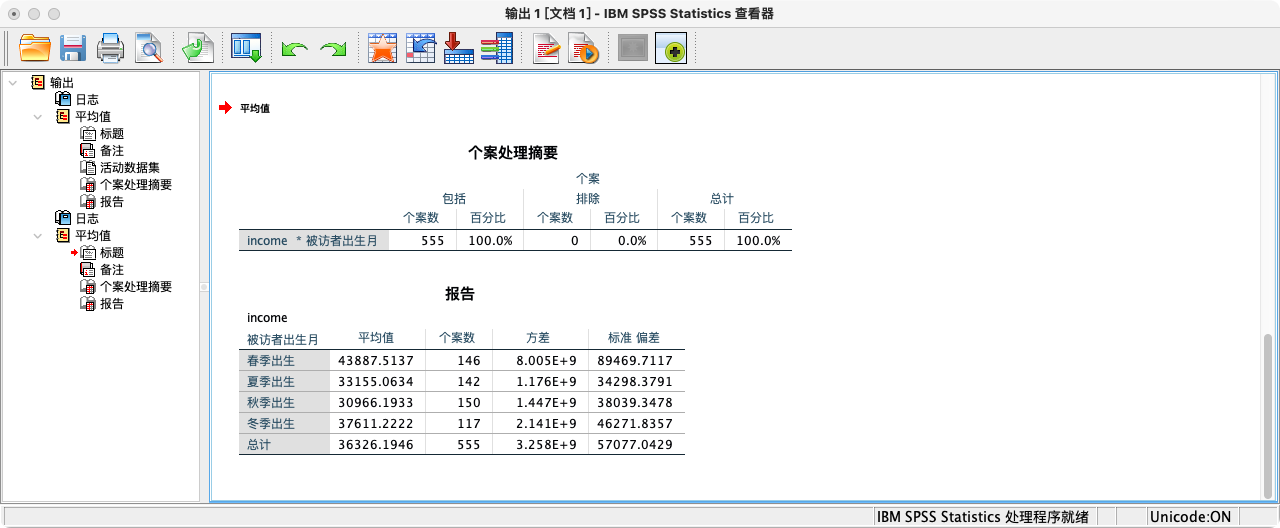 输出 1 [文档 1] - IBM SPSS Statistics 查看器
输出
日志
平均值
标题
备注
活动数据集
个案处理摘要
报告
日志
平均值
标题
备注
个案处理摘要
报告
平均值
个案处理摘要
个案
包括 排除 总计
个案数 百分比 个案数 百分比 个案数 百分比
income * 被访者出生月 555 100.0% 0 0.0% 555 100.0%
报告
income
被访者出生月 平均值 个案数 方差 标准 偏差
春季出生 43887.5137 146 8.005E+9 89469.7117
夏季出生 33155.0634 142 1.176E+9 34298.3791
秋季出生 30966.1933 150 1.447E+9 38039.3478
冬季出生 37611.2222 117 2.141E+9 46271.8357
总计 36326.1946 555 3.258E+9 57077.0429
IBM SPSS Statistics 处理程序就绪 Unicode:ON